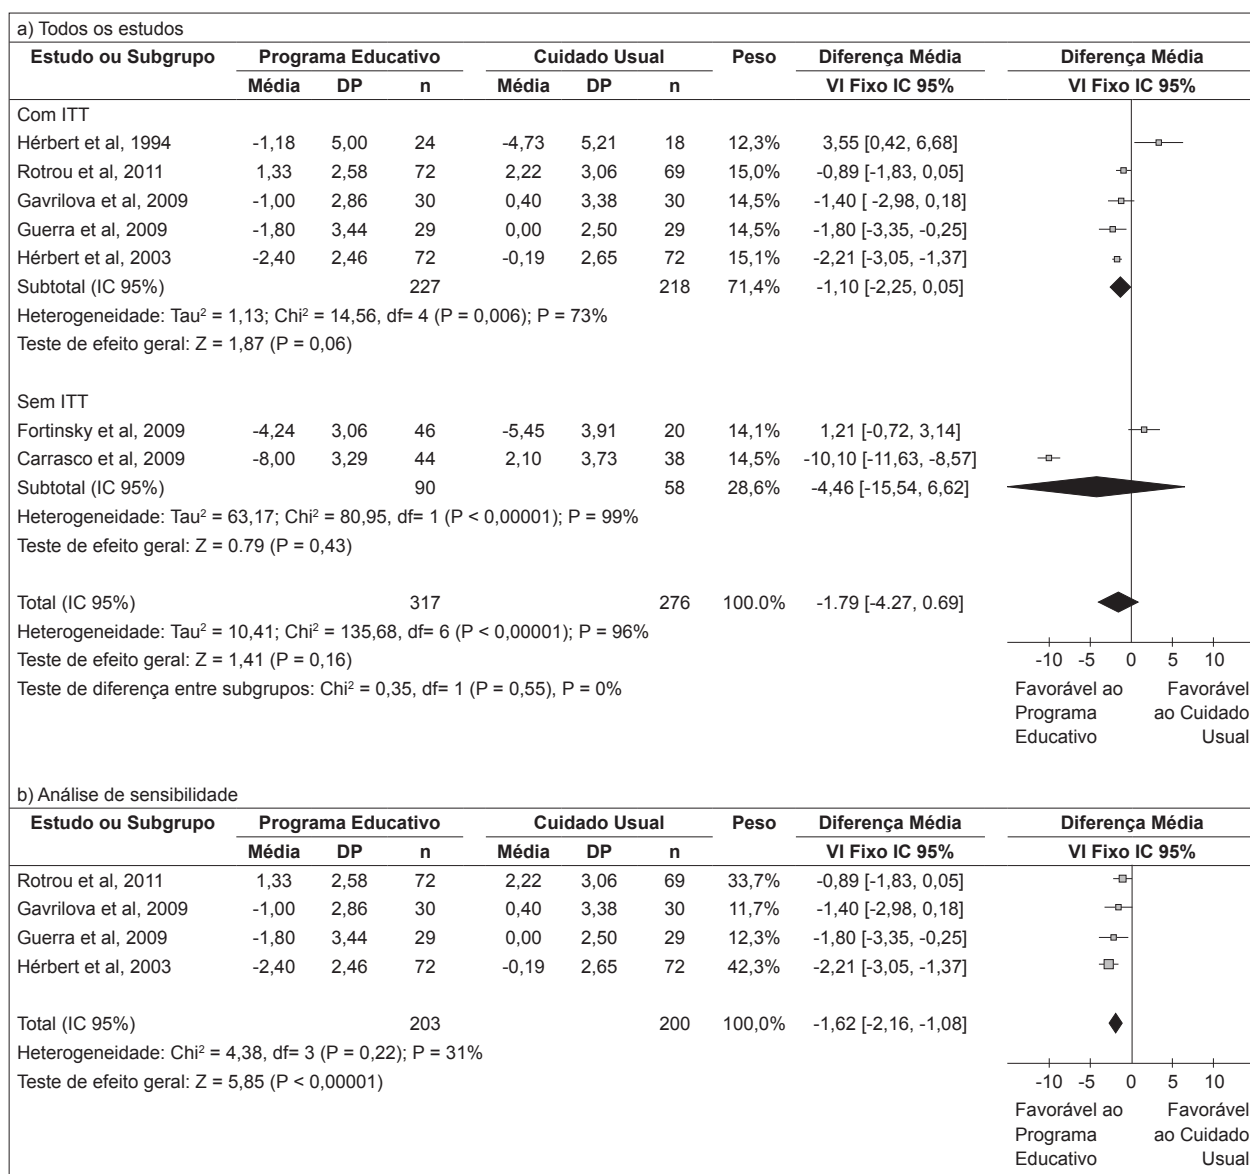 a) Todos os estudos
Estudo ou Subgrupo Programa Educativo Cuidado Usual Peso Diferença Média Diferença Média
Média DP n Média DP n VI Fixo IC 95% VI Fixo IC 95%
Com ITT
Hérbert et al, 1994 -1,18 5,00 24 -4,73 5,21 18 12,3% 3,55 [0,42, 6,68]
Rotrou et al, 2011 1,33 2,58 72 2,22 3,06 69 15,0% -0,89 [-1,83, 0,05]
Gavrilova et al, 2009 -1,00 2,86 30 0,40 3,38 30 14,5% -1,40 [ -2,98, 0,18]
Guerra et al, 2009 -1,80 3,44 29 0,00 2,50 29 14,5% -1,80 [-3,35, -0,25]
Hérbert et al, 2003 -2,40 2,46 72 -0,19 2,65 72 15,1% -2,21 [-3,05, -1,37]
Subtotal (IC 95%) 227 218 71,4% -1,10 [-2,25, 0,05]
Heterogeneidade: Tau² = 1,13; Chi² = 14,56, df= 4 (P = 0,006); P = 73%
Teste de efeito geral: Z = 1,87 (P = 0,06)
Sem ITT
Fortinsky et al, 2009 -4,24 3,06 46 -5,45 3,91 20 14,1% 1,21 [-0,72, 3,14]
Carrasco et al, 2009 -8,00 3,29 44 2,10 3,73 38 14,5% -10,10 [-11,63, -8,57]
Subtotal (IC 95%) 90 58 28,6% -4,46 [-15,54, 6,62]
Heterogeneidade: Tau² = 63,17; Chi² = 80,95, df= 1 (P < 0,00001); P = 99%
Teste de efeito geral: Z = 0.79 (P = 0,43)
Total (IC 95%) 317 276 100.0% -1.79 [-4.27, 0.69]
Heterogeneidade: Tau² = 10,41; Chi² = 135,68, df= 6 (P < 0,00001); P = 96%
Teste de efeito geral: Z = 1,41 (P = 0,16)
Teste de diferença entre subgrupos: Chi² = 0,35, df= 1 (P = 0,55), P = 0%
-10 -5 0 5 10
Favorável ao Favorável
Programa ao Cuidado
Educativo Usual
b) Análise de sensibilidade
Estudo ou Subgrupo Programa Educativo Cuidado Usual Peso Diferença Média Diferença Média
Média DP n Média DP n VI Fixo IC 95% VI Fixo IC 95%
Rotrou et al, 2011 1,33 2,58 72 2,22 3,06 69 33,7% -0,89 [-1,83, 0,05]
Gavrilova et al, 2009 -1,00 2,86 30 0,40 3,38 30 11,7% -1,40 [-2,98, 0,18]
Guerra et al, 2009 -1,80 3,44 29 0,00 2,50 29 12,3% -1,80 [-3,35, -0,25]
Hérbert et al, 2003 -2,40 2,46 72 -0,19 2,65 72 42,3% -2,21 [-3,05, -1,37]
Total (IC 95%) 203 200 100,0% -1,62 [-2,16, -1,08]
Heterogeneidade: Chi² = 4,38, df= 3 (P = 0,22); P = 31%
Teste de efeito geral: Z = 5,85 (P < 0,00001)
-10 -5 0 5 10
Favorável ao Favorável
Programa ao Cuidado
Educativo Usual